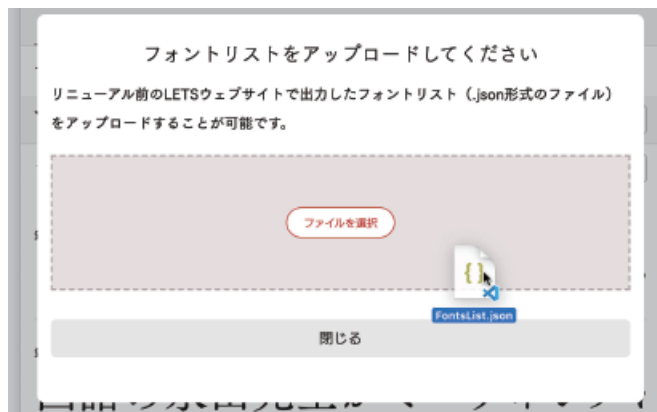 フォントリストをアップロードしてください
リニューアル前のLETSウェブサイトで出力したフォントリスト（.json形式のファイル）
をアップロードすることが可能です。
ファイルを選択
{ }
FontsList.json
閉じる